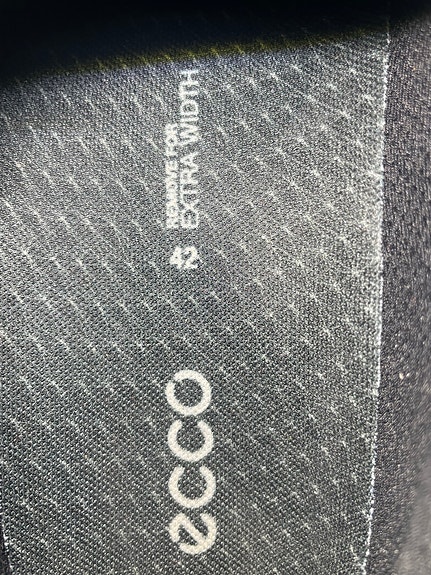 ecco
42
REMOVE FOR
EXTRA WIDTH